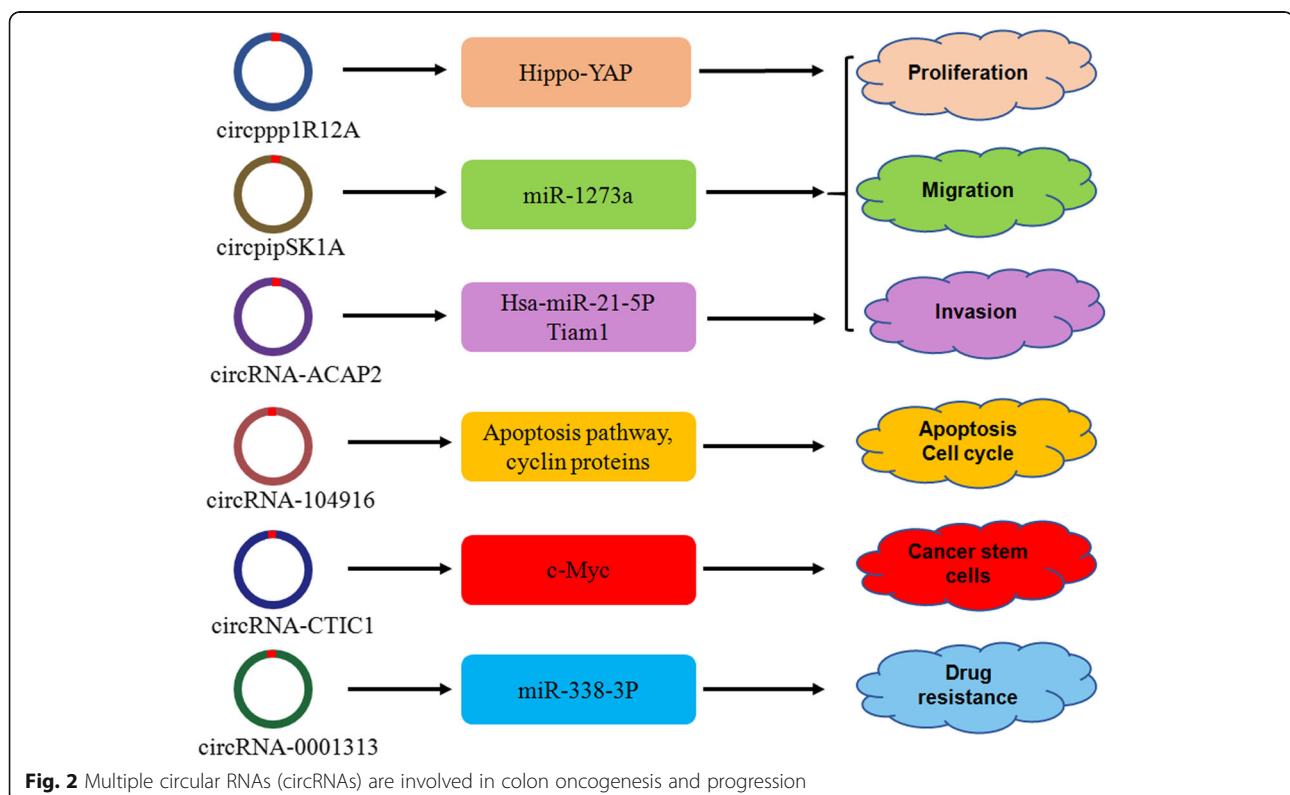 Hippo-YAP
Proliferation
circppp1R12A
miR-1273a
Migration
circpipSK1A
Hsa-miR-21-5P
Tiam1
Invasion
circRNA-ACAP2
Apoptosis pathway,
cyclin proteins
Apoptosis
Cell cycle
circRNA-104916
c-Myc
Cancer stem
cells
circRNA-CTIC1
miR-338-3P
Drug
resistance
circRNA-0001313
Fig. 2 Multiple circular RNAs (circRNAs) are involved in colon oncogenesis and progression